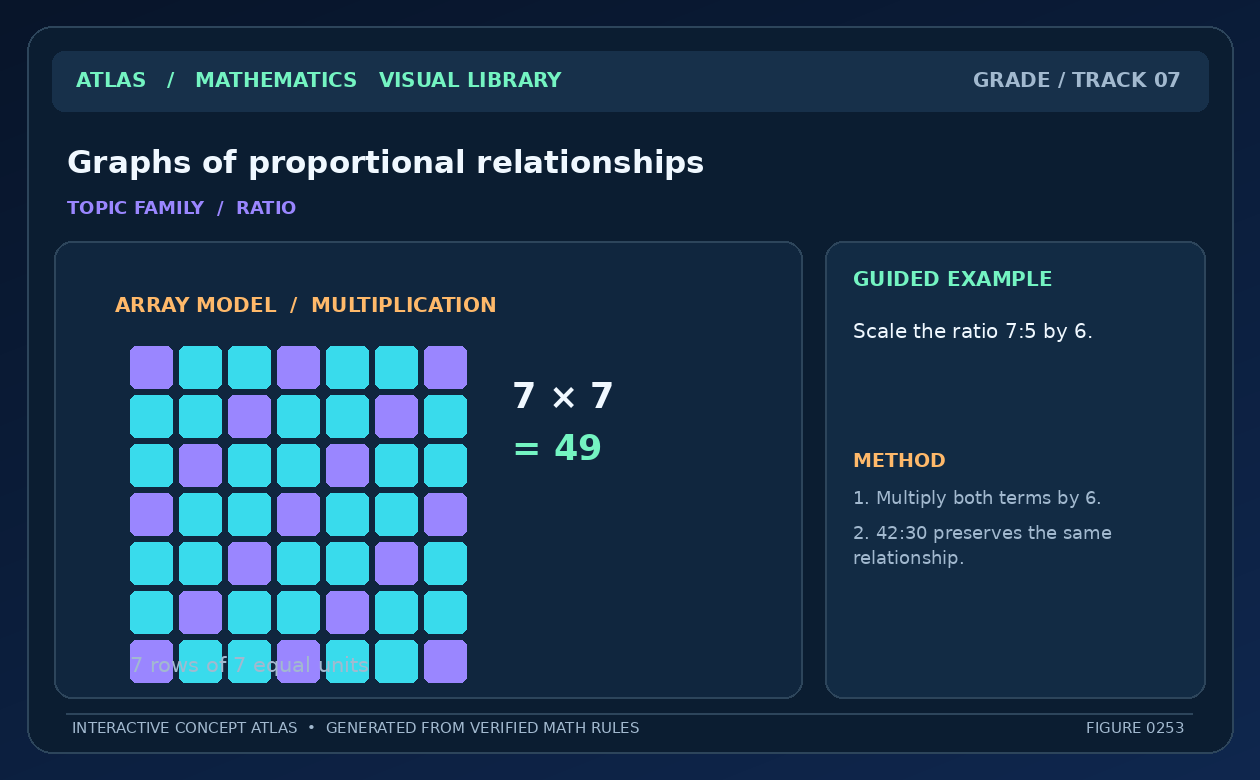 ATLAS / MATHEMATICS VISUAL LIBRARY
GRADE / TRACK 07
Graphs of proportional relationships
TOPIC FAMILY / RATIO
ARRAY MODEL / MULTIPLICATION
7 × 7
= 49
7 rows of 7 equal units
GUIDED EXAMPLE
Scale the ratio 7:5 by 6.
METHOD
1. Multiply both terms by 6.
2. 42:30 preserves the same
relationship.
INTERACTIVE CONCEPT ATLAS • GENERATED FROM VERIFIED MATH RULES
FIGURE 0253